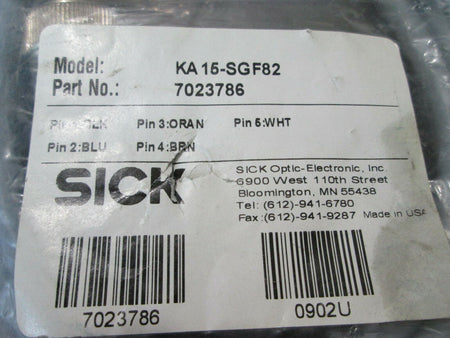 Model: KA15-SGF82
Part No.: 7023786
Pin 3:ORAN Pin 5:WHT
Pin 2:BLU Pin 4:BRN
SICK
SICK Optic-Electronic, Inc.
6900 West 110th Street
Bloomington, MN 55438
Tel: (612)-941-6780
Fax:(612)-941-9287 Made in USA
7023786
0902U